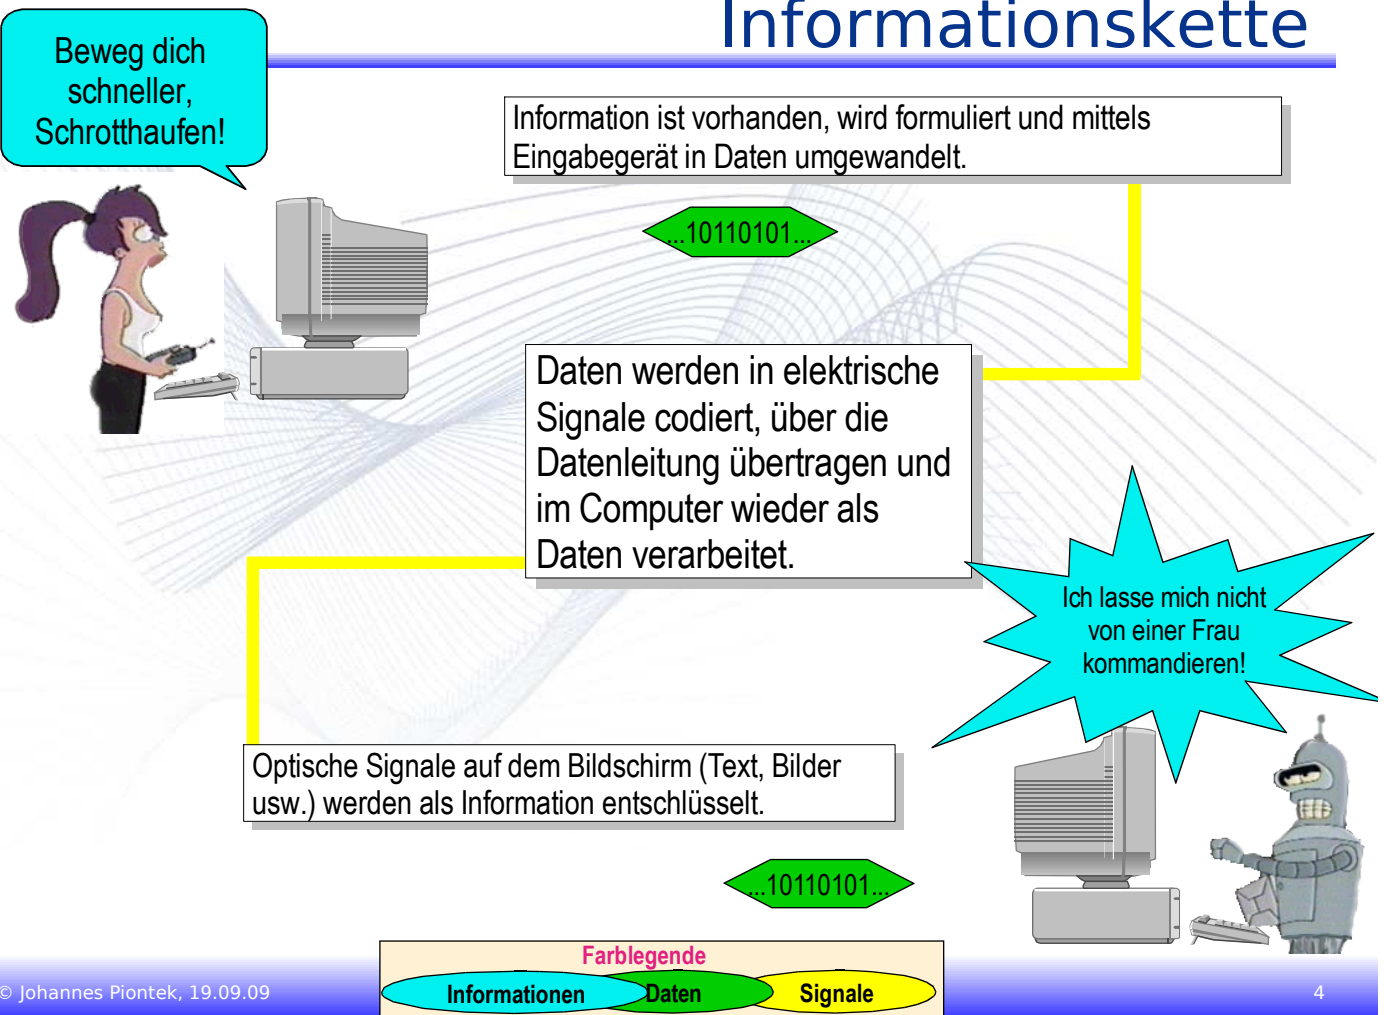 Informationskette
Beweg dich
schneller,
Schrotthaufen!
Information ist vorhanden, wird formuliert und mittels
Eingabegerät in Daten umgewandelt.
...10110101...
Daten werden in elektrische
Signale codiert, über die
Datenleitung übertragen und
im Computer wieder als
Daten verarbeitet.
Ich lasse mich nicht
von einer Frau
kommandieren!
Optische Signale auf dem Bildschirm (Text, Bilder
usw.) werden als Information entschlüsselt.
...10110101...
Farblegende
Informationen Daten Signale
© Johannes Piontek, 19.09.09
4